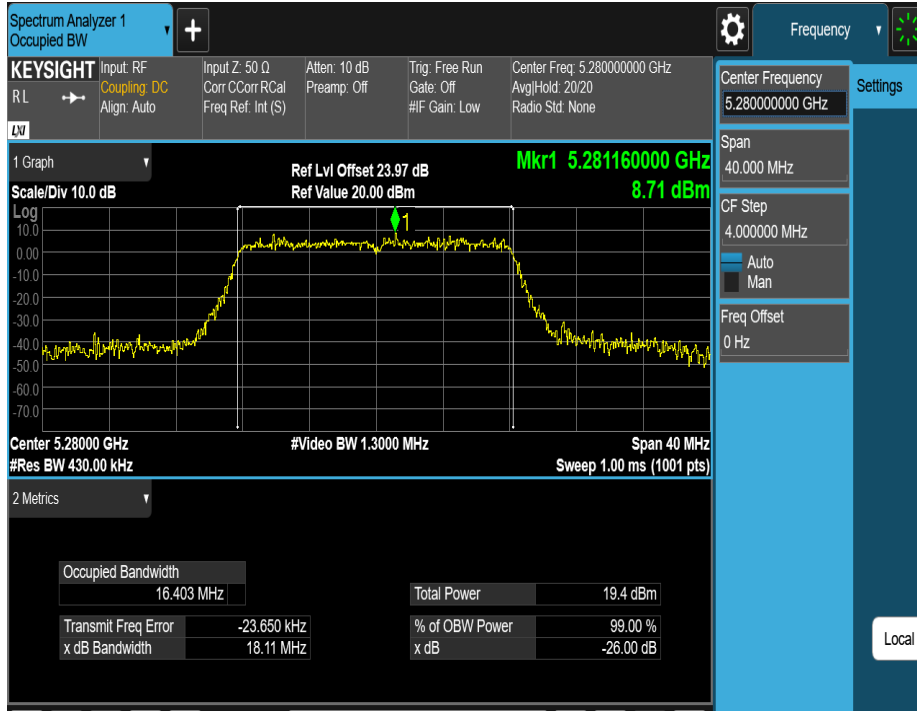 Spectrum Analyzer 1
Occupied BW
+
Frequency
KEYSIGHT
R L
LXI
Input: RF
Coupling: DC
Align: Auto
Input Z: 50 Ω
Corr CCorr RCal
Freq Ref: Int (S)
Atten: 10 dB
Preamp: Off
Trig: Free Run
Gate: Off
#IF Gain: Low
Center Freq: 5.280000000 GHz
Avg|Hold: 20/20
Radio Std: None
Center Frequency
5.280000000 GHz
Settings
Span
40.000 MHz
CF Step
4.000000 MHz
Auto
Man
Freq Offset
0 Hz
Local
1 Graph
Scale/Div 10.0 dB
Ref Lvl Offset 23.97 dB
Ref Value 20.00 dBm
Mkr1 5.281160000 GHz
8.71 dBm
Log
10.0
0.00
-10.0
-20.0
-30.0
-40.0
-50.0
-60.0
-70.0
1
Center 5.28000 GHz
#Video BW 1.3000 MHz
Span 40 MHz
#Res BW 430.00 kHz
Sweep 1.00 ms (1001 pts)
2 Metrics
Occupied Bandwidth
16.403 MHz
Total Power 19.4 dBm
Transmit Freq Error -23.650 kHz
% of OBW Power 99.00 %
x dB Bandwidth 18.11 MHz
x dB -26.00 dB